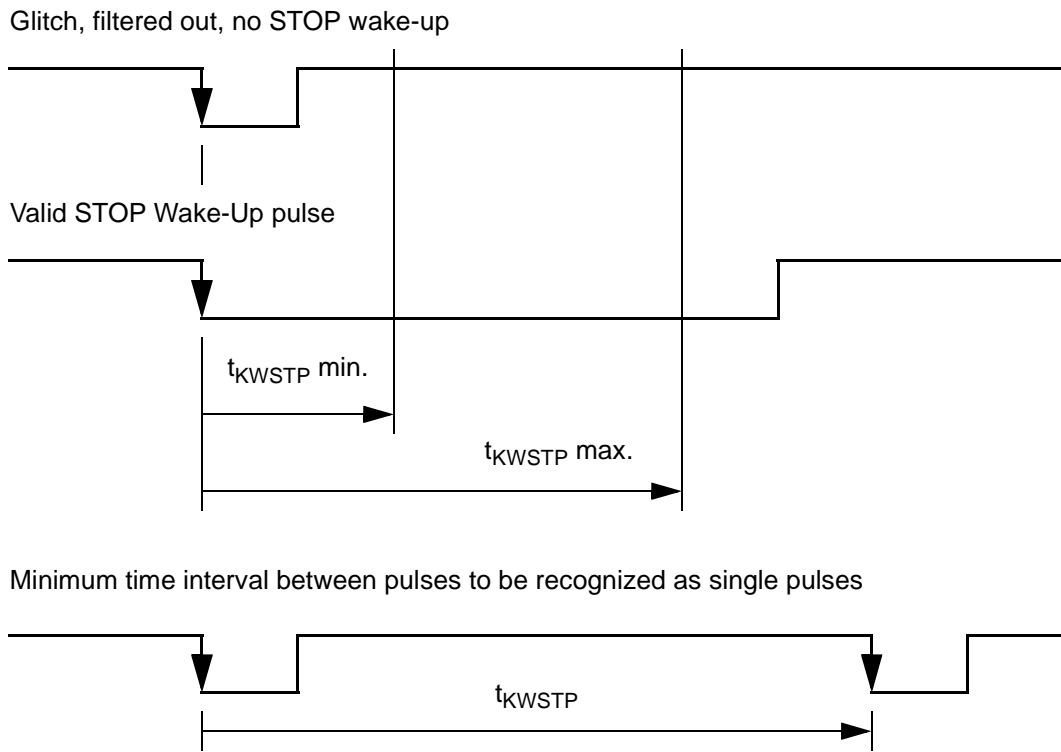 Glitch, filtered out, no STOP wake-up
Valid STOP Wake-Up pulse
tKWSTP min.
tKWSTP max.
Minimum time interval between pulses to be recognized as single pulses
tKWSTP